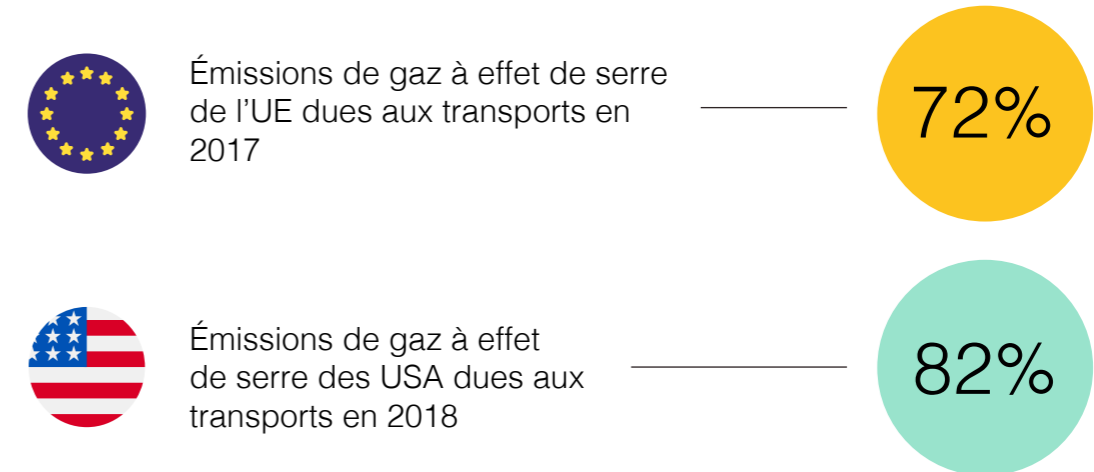 Émissions de gaz à effet de serre
de l’UE dues aux transports en
2017
72%
Émissions de gaz à effet
de serre des USA dues aux
transports en 2018
82%